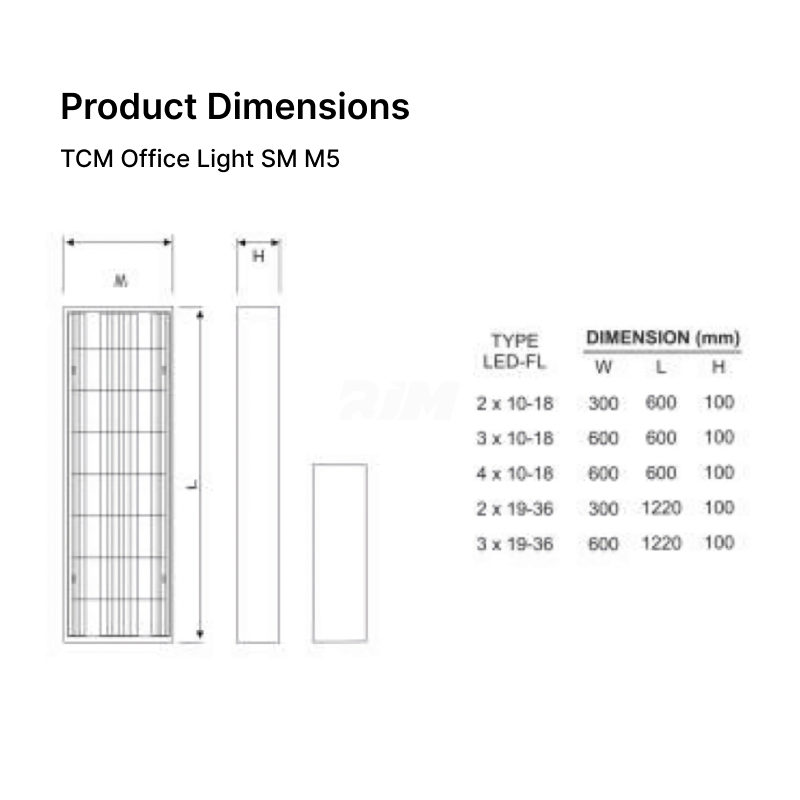 Product Dimensions
TCM Office Light SM M5
W
H
L
RIM
TYPE DIMENSION (mm)
LED-FL W L H
2 x 10-18 300 600 100
3 x 10-18 600 600 100
4 x 10-18 600 600 100
2 x 19-36 300 1220 100
3 x 19-36 600 1220 100